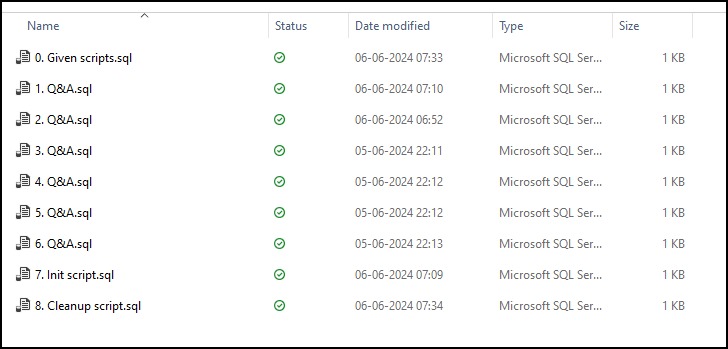 Name Status Date modified Type Size
0. Given scripts.sql 06-06-2024 07:33 Microsoft SQL Ser... 1 KB
1. Q&A.sql 06-06-2024 07:10 Microsoft SQL Ser... 1 KB
2. Q&A.sql 06-06-2024 06:52 Microsoft SQL Ser... 1 KB
3. Q&A.sql 05-06-2024 22:11 Microsoft SQL Ser... 1 KB
4. Q&A.sql 05-06-2024 22:12 Microsoft SQL Ser... 1 KB
5. Q&A.sql 05-06-2024 22:12 Microsoft SQL Ser... 1 KB
6. Q&A.sql 05-06-2024 22:13 Microsoft SQL Ser... 1 KB
7. Init script.sql 06-06-2024 07:09 Microsoft SQL Ser... 1 KB
8. Cleanup script.sql 06-06-2024 07:34 Microsoft SQL Ser... 1 KB